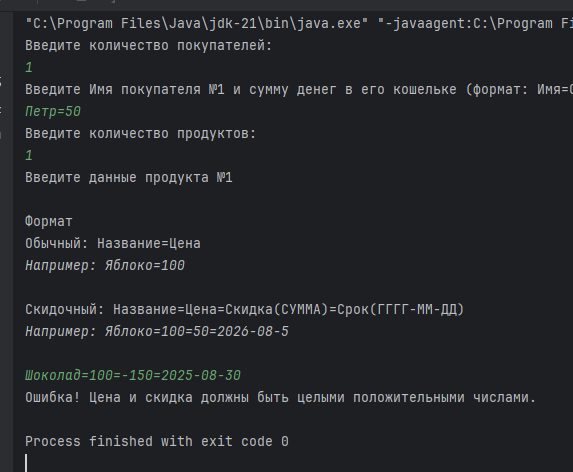 "C:\Program Files\Java\jdk-21\bin\java.exe" "-javaagent:C:\Program Fi
Введите количество покупателей:
1
Введите Имя покупателя №1 и сумму денег в его кошельке (формат: Имя=
Петр=50
Введите количество продуктов:
1
Введите данные продукта №1
Формат
Обычный: Название=Цена
Например: Яблоко=100
Скидочный: Название=Цена=Скидка(СУММА)=Срок(ГГГГ-ММ-ДД)
Например: Яблоко=100=50=2026-08-5
Шоколад=100=-150=2025-08-30
Ошибка! Цена и скидка должны быть целыми положительными числами.
Process finished with exit code 0